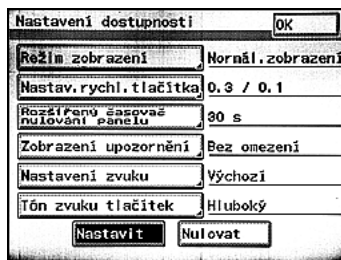 Nastavení dostupnosti OK
Režim zobrazení Normál.zobrazení
Nastav.rychl.tlačítka 0.3 / 0.1
Rozšířený časovač
nulování panelu 30 s
Zobrazení upozornění Bez omezení
Nastavení zvuku Výchozí
Tón zvuku tlačítek Hluboký
Nastavit Nulovat